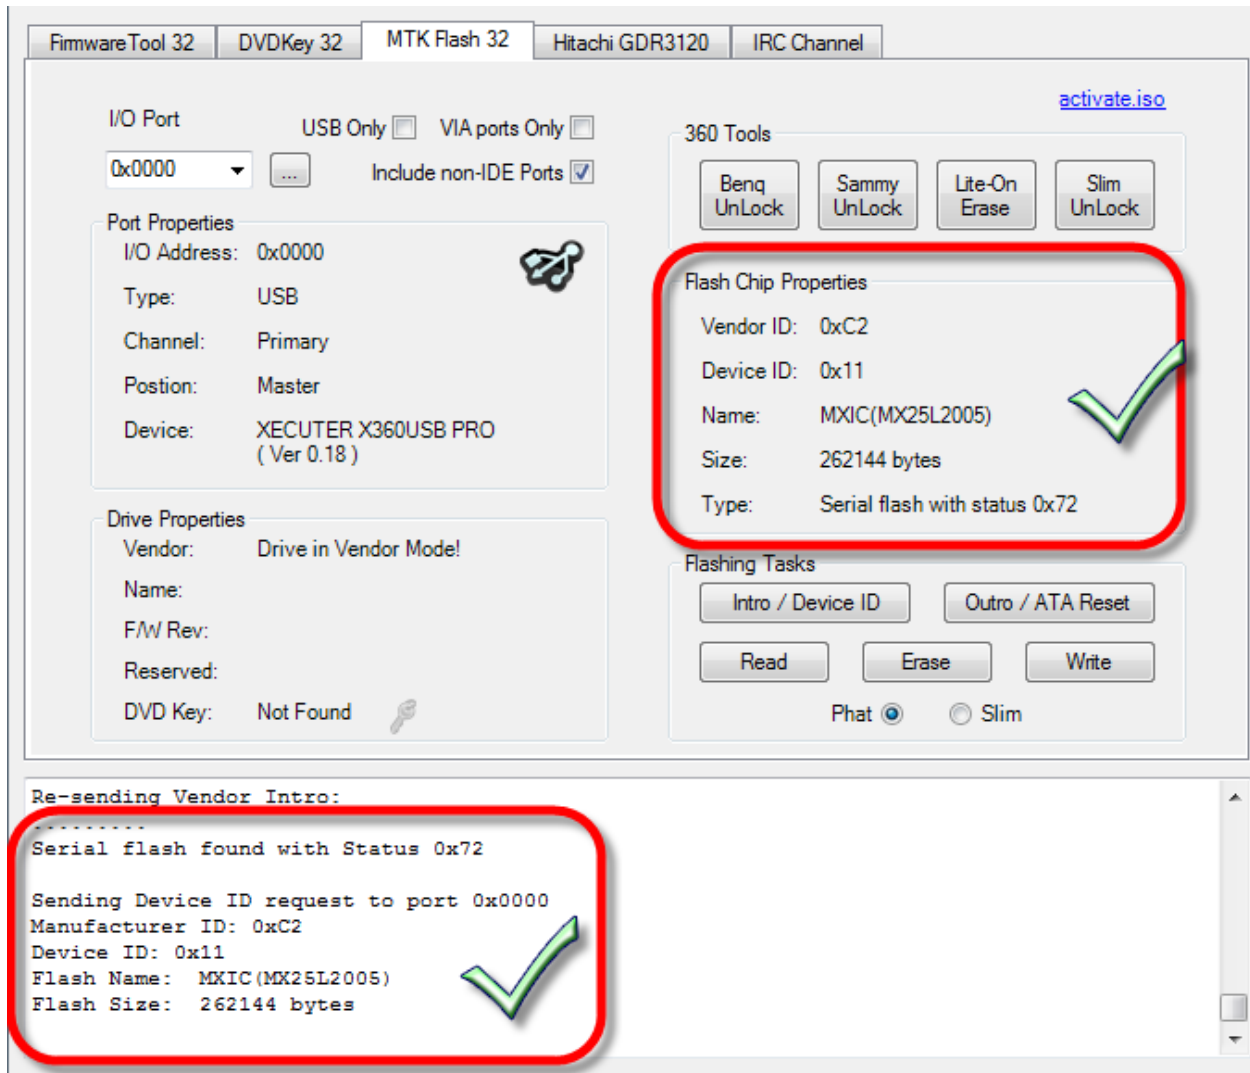 FirmwareTool 32 DVDKey 32 MTK Flash 32 Hitachi GDR3120 IRC Channel
activate.iso
I/O Port
USB Only VIA ports Only
0x0000 ... Include non-IDE Ports
Port Properties
I/O Address: 0x0000
Type: USB
Channel: Primary
Postion: Master
Device: XECUTER X360USB PRO
( Ver 0.18 )
Drive Properties
Vendor: Drive in Vendor Mode!
Name:
F/W Rev:
Reserved:
DVD Key: Not Found
360 Tools
Benq UnLock
Sammy UnLock
Lite-On Erase
Slim UnLock
Flash Chip Properties
Vendor ID: 0xC2
Device ID: 0x11
Name: MXIC(MX25L2005)
Size: 262144 bytes
Type: Serial flash with status 0x72
Flashing Tasks
Intro / Device ID Outro / ATA Reset
Read Erase Write
Phat Slim
Re-sending Vendor Intro:
.........
Serial flash found with Status 0x72
Sending Device ID request to port 0x0000
Manufacturer ID: 0xC2
Device ID: 0x11
Flash Name: MXIC(MX25L2005)
Flash Size: 262144 bytes